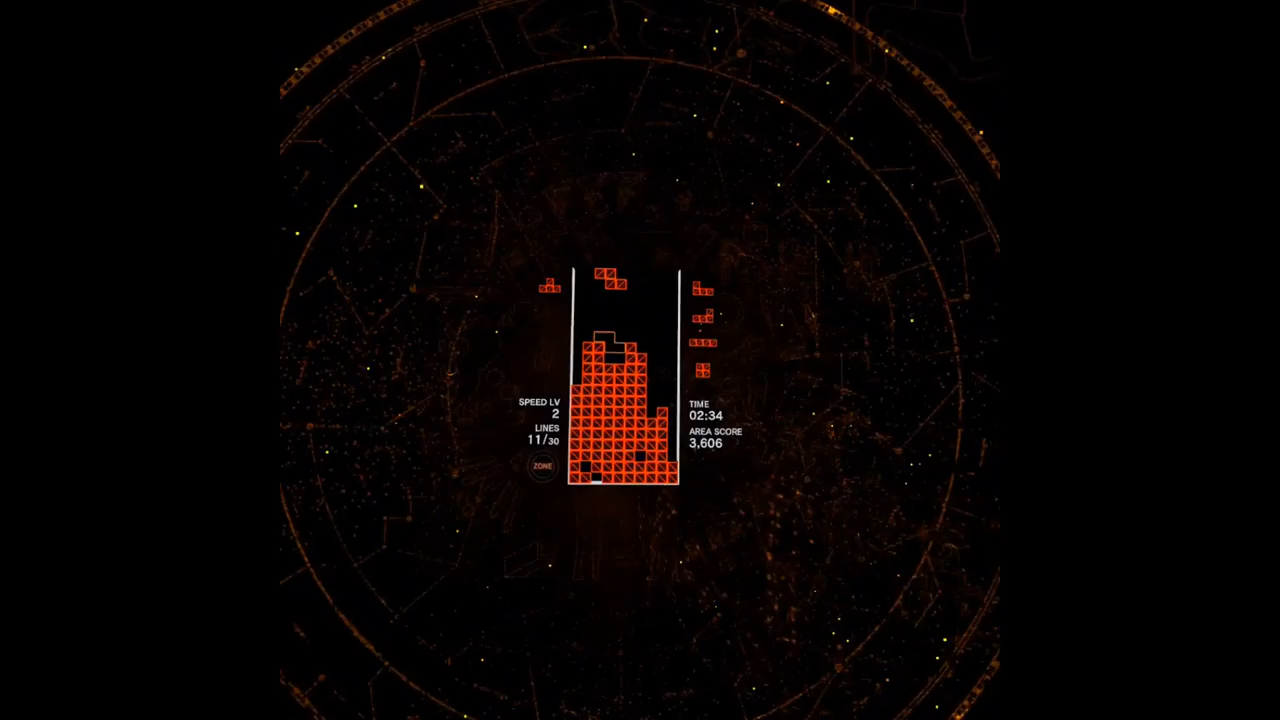 SPEED LV
2
LINES
11/30
ZONE
TIME
02:34
AREA SCORE
3,606